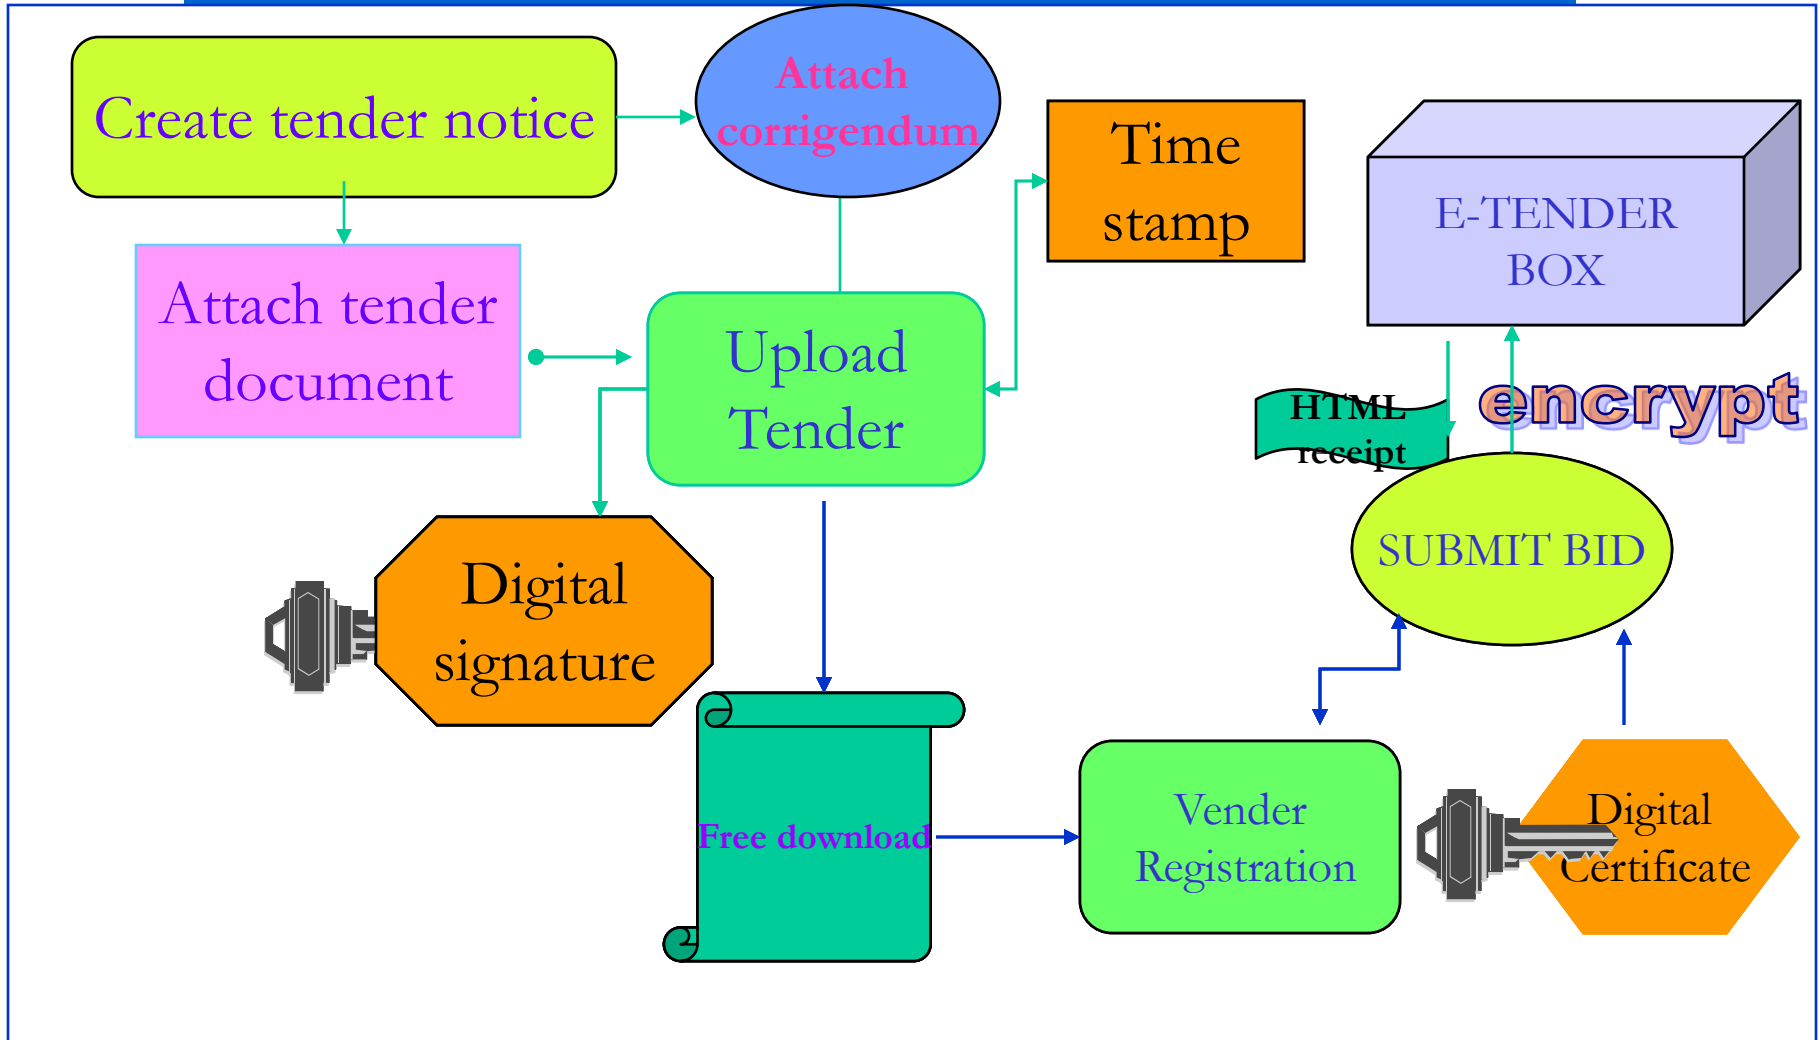 Create tender notice
Attach
corrigendum
Time
stamp
E-TENDER
BOX
Attach tender
document
Upload
Tender
HTML
receipt
encrypt
SUBMIT BID
Digital
signature
Free download
Vender
Registration
Digital
Certificate